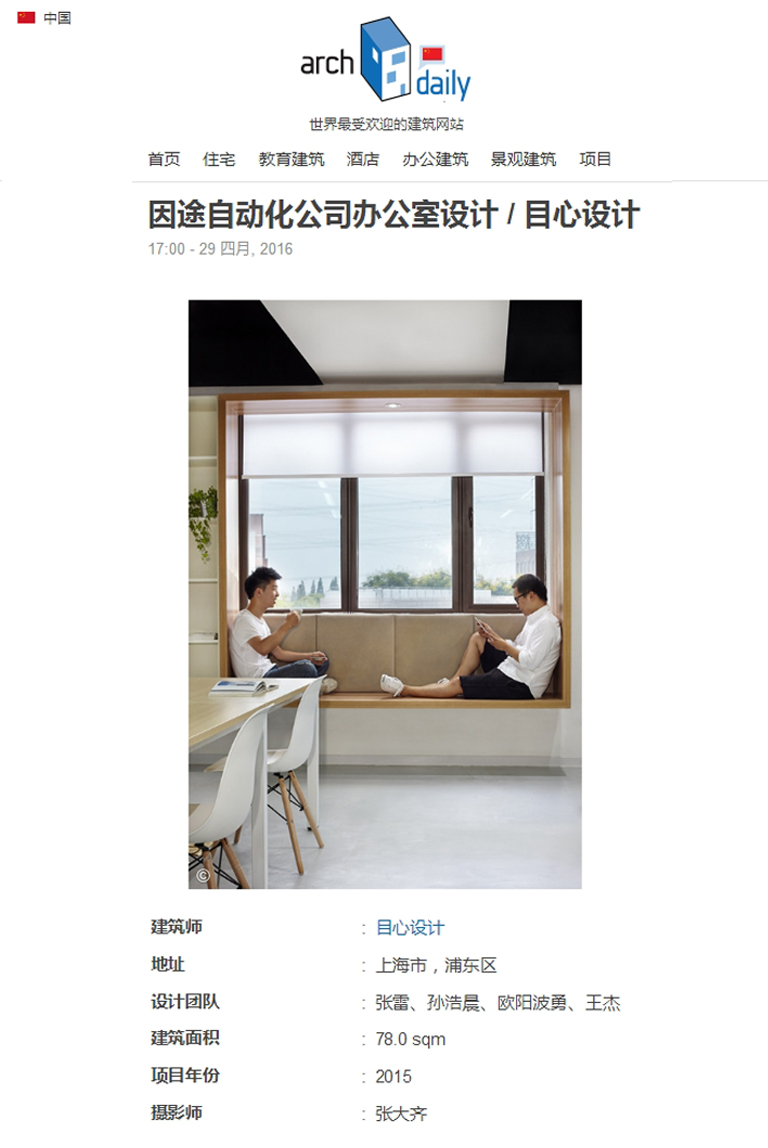 中国
arch daily
世界最受欢迎的建筑网站
首页 住宅 教育建筑 酒店 办公建筑 景观建筑 项目
因途自动化公司办公室设计 / 目心设计
17:00 - 29 四月, 2016
©
建筑师 : 目心设计
地址 : 上海市，浦东区
设计团队 : 张雷、孙浩晨、欧阳波勇、王杰
建筑面积 : 78.0 sqm
项目年份 : 2015
摄影师 : 张大齐